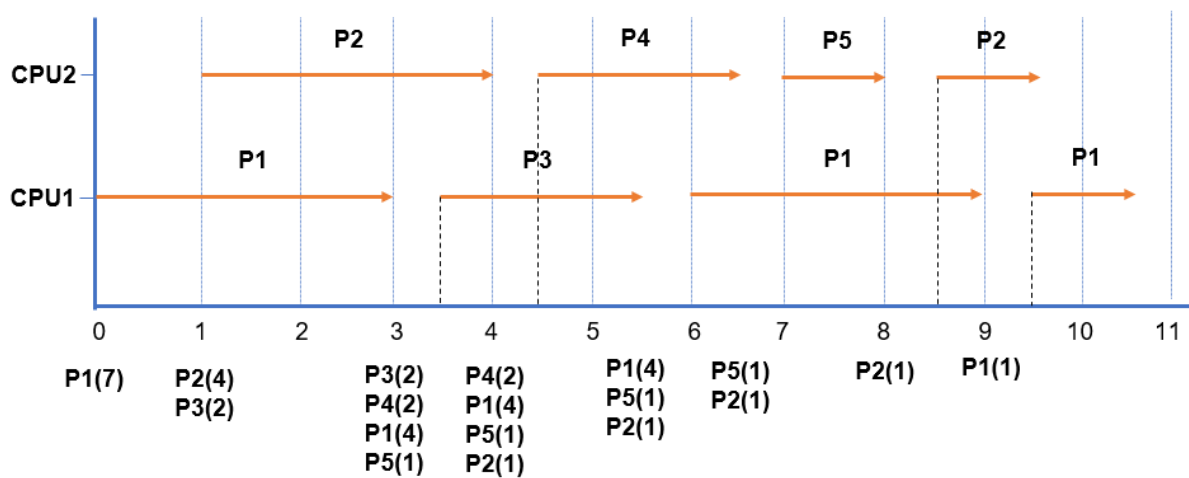 P2
P4
P5
P2
CPU2
P1
P3
P1
P1
CPU1
0 1 2 3 4 5 6 7 8 9 10 11
P1(7)
P2(4)
P3(2)
P3(2)
P4(2)
P1(4)
P5(1)
P4(2)
P1(4)
P5(1)
P2(1)
P1(4)
P5(1)
P2(1)
P5(1)
P2(1)
P2(1)
P1(1)